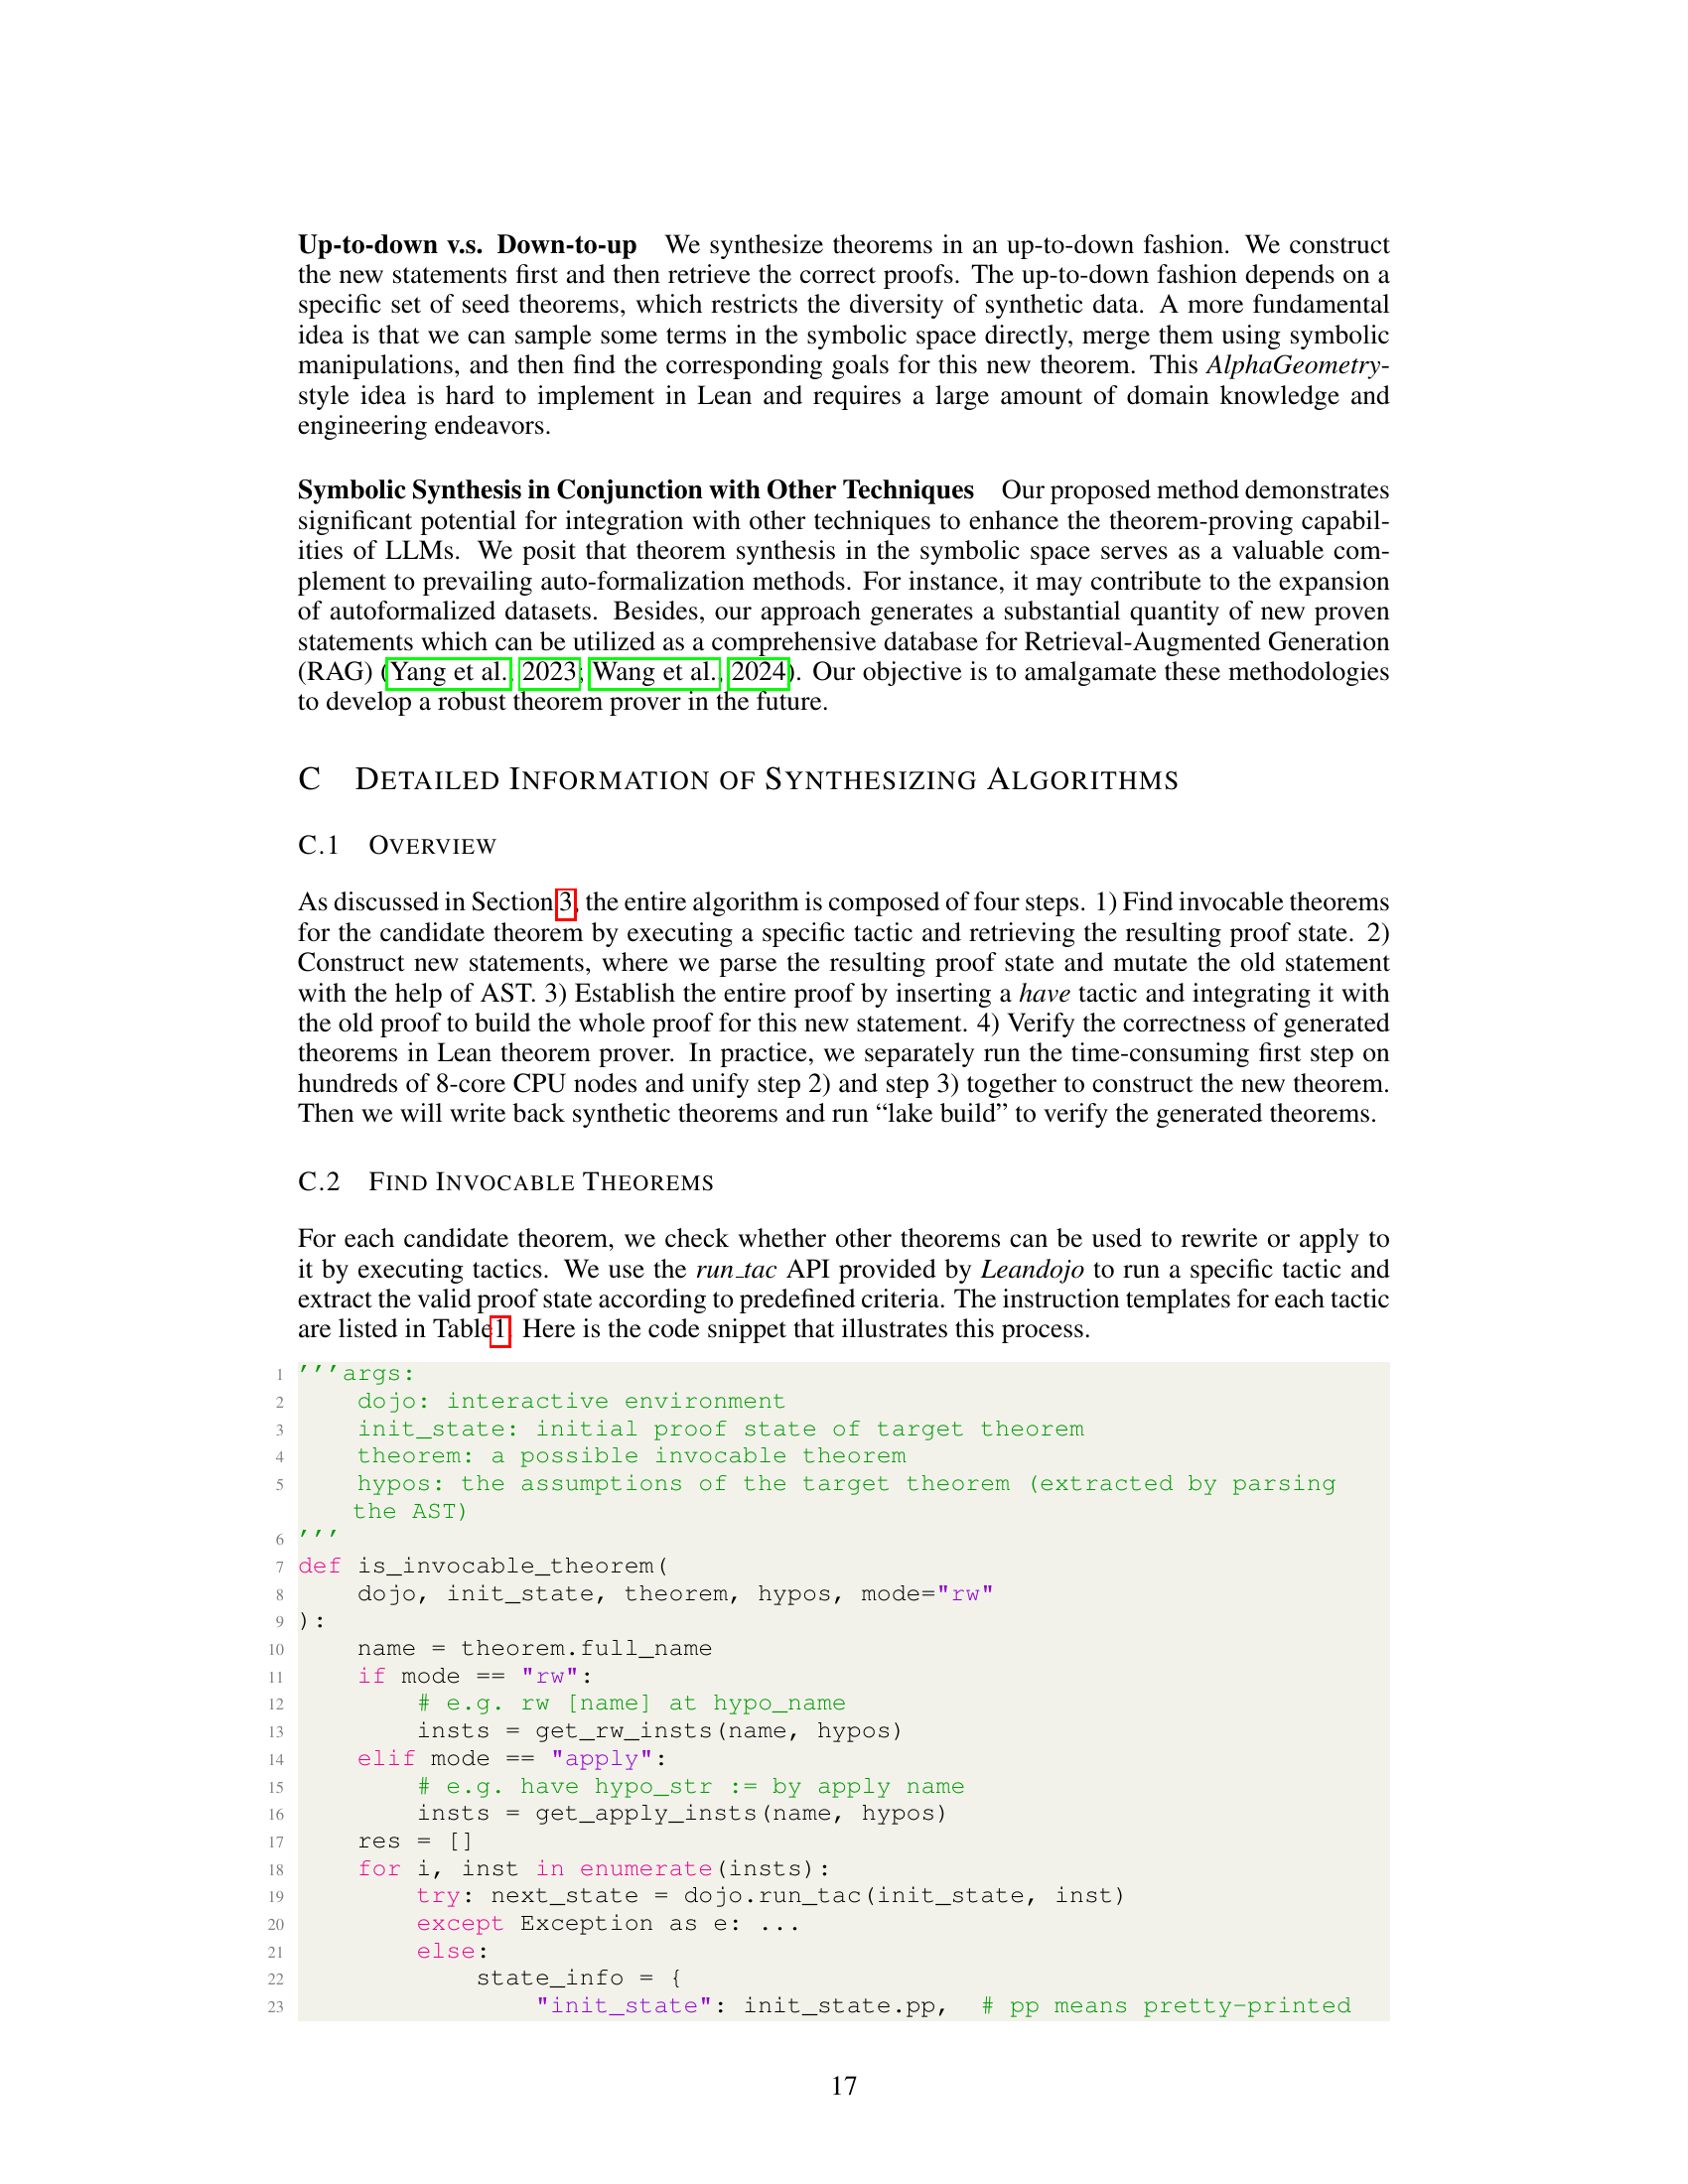 Up-to-down v.s. Down-to-up We synthesize theorems in an up-to-down fashion. We construct
the new statements first and then retrieve the correct proofs. The up-to-down fashion depends on a
specific set of seed theorems, which restricts the diversity of synthetic data. A more fundamental
idea is that we can sample some terms in the symbolic space directly, merge them using symbolic
manipulations, and then find the corresponding goals for this new theorem. This AlphaGeometry-
style idea is hard to implement in Lean and requires a large amount of domain knowledge and
engineering endeavors.
Symbolic Synthesis in Conjunction with Other Techniques Our proposed method demonstrates
significant potential for integration with other techniques to enhance the theorem-proving capabil-
ities of LLMs. We posit that theorem synthesis in the symbolic space serves as a valuable com-
plement to prevailing auto-formalization methods. For instance, it may contribute to the expansion
of autoformalized datasets. Besides, our approach generates a substantial quantity of new proven
statements which can be utilized as a comprehensive database for Retrieval-Augmented Generation
(RAG) (Yang et al., 2023; Wang et al., 2024). Our objective is to amalgamate these methodologies
to develop a robust theorem prover in the future.
C DETAILED INFORMATION OF SYNTHESIZING ALGORITHMS
C.1 OVERVIEW
As discussed in Section 3, the entire algorithm is composed of four steps. 1) Find invocable theorems
for the candidate theorem by executing a specific tactic and retrieving the resulting proof state. 2)
Construct new statements, where we parse the resulting proof state and mutate the old statement
with the help of AST. 3) Establish the entire proof by inserting a have tactic and integrating it with
the old proof to build the whole proof for this new statement. 4) Verify the correctness of generated
theorems in Lean theorem prover. In practice, we separately run the time-consuming first step on
hundreds of 8-core CPU nodes and unify step 2) and step 3) together to construct the new theorem.
Then we will write back synthetic theorems and run “lake build” to verify the generated theorems.
C.2 FIND INVOCABLE THEOREMS
For each candidate theorem, we check whether other theorems can be used to rewrite or apply to
it by executing tactics. We use the run_tac API provided by Leandojo to run a specific tactic and
extract the valid proof state according to predefined criteria. The instruction templates for each tactic
are listed in Table 1. Here is the code snippet that illustrates this process.
1 '''args:
2     dojo: interactive environment
3     init_state: initial proof state of target theorem
4     theorem: a possible invocable theorem
5     hypos: the assumptions of the target theorem (extracted by parsing
    the AST)
6 '''
7 def is_invocable_theorem(
8     dojo, init_state, theorem, hypos, mode="rw"
9 ):
10     name = theorem.full_name
11     if mode == "rw":
12         # e.g. rw [name] at hypo_name
13         insts = get_rw_insts(name, hypos)
14     elif mode == "apply":
15         # e.g. have hypo_str := by apply name
16         insts = get_apply_insts(name, hypos)
17     res = []
18     for i, inst in enumerate(insts):
19         try: next_state = dojo.run_tac(init_state, inst)
20         except Exception as e: ...
21         else:
22             state_info = {
23                 "init_state": init_state.pp,  # pp means pretty-printed
17